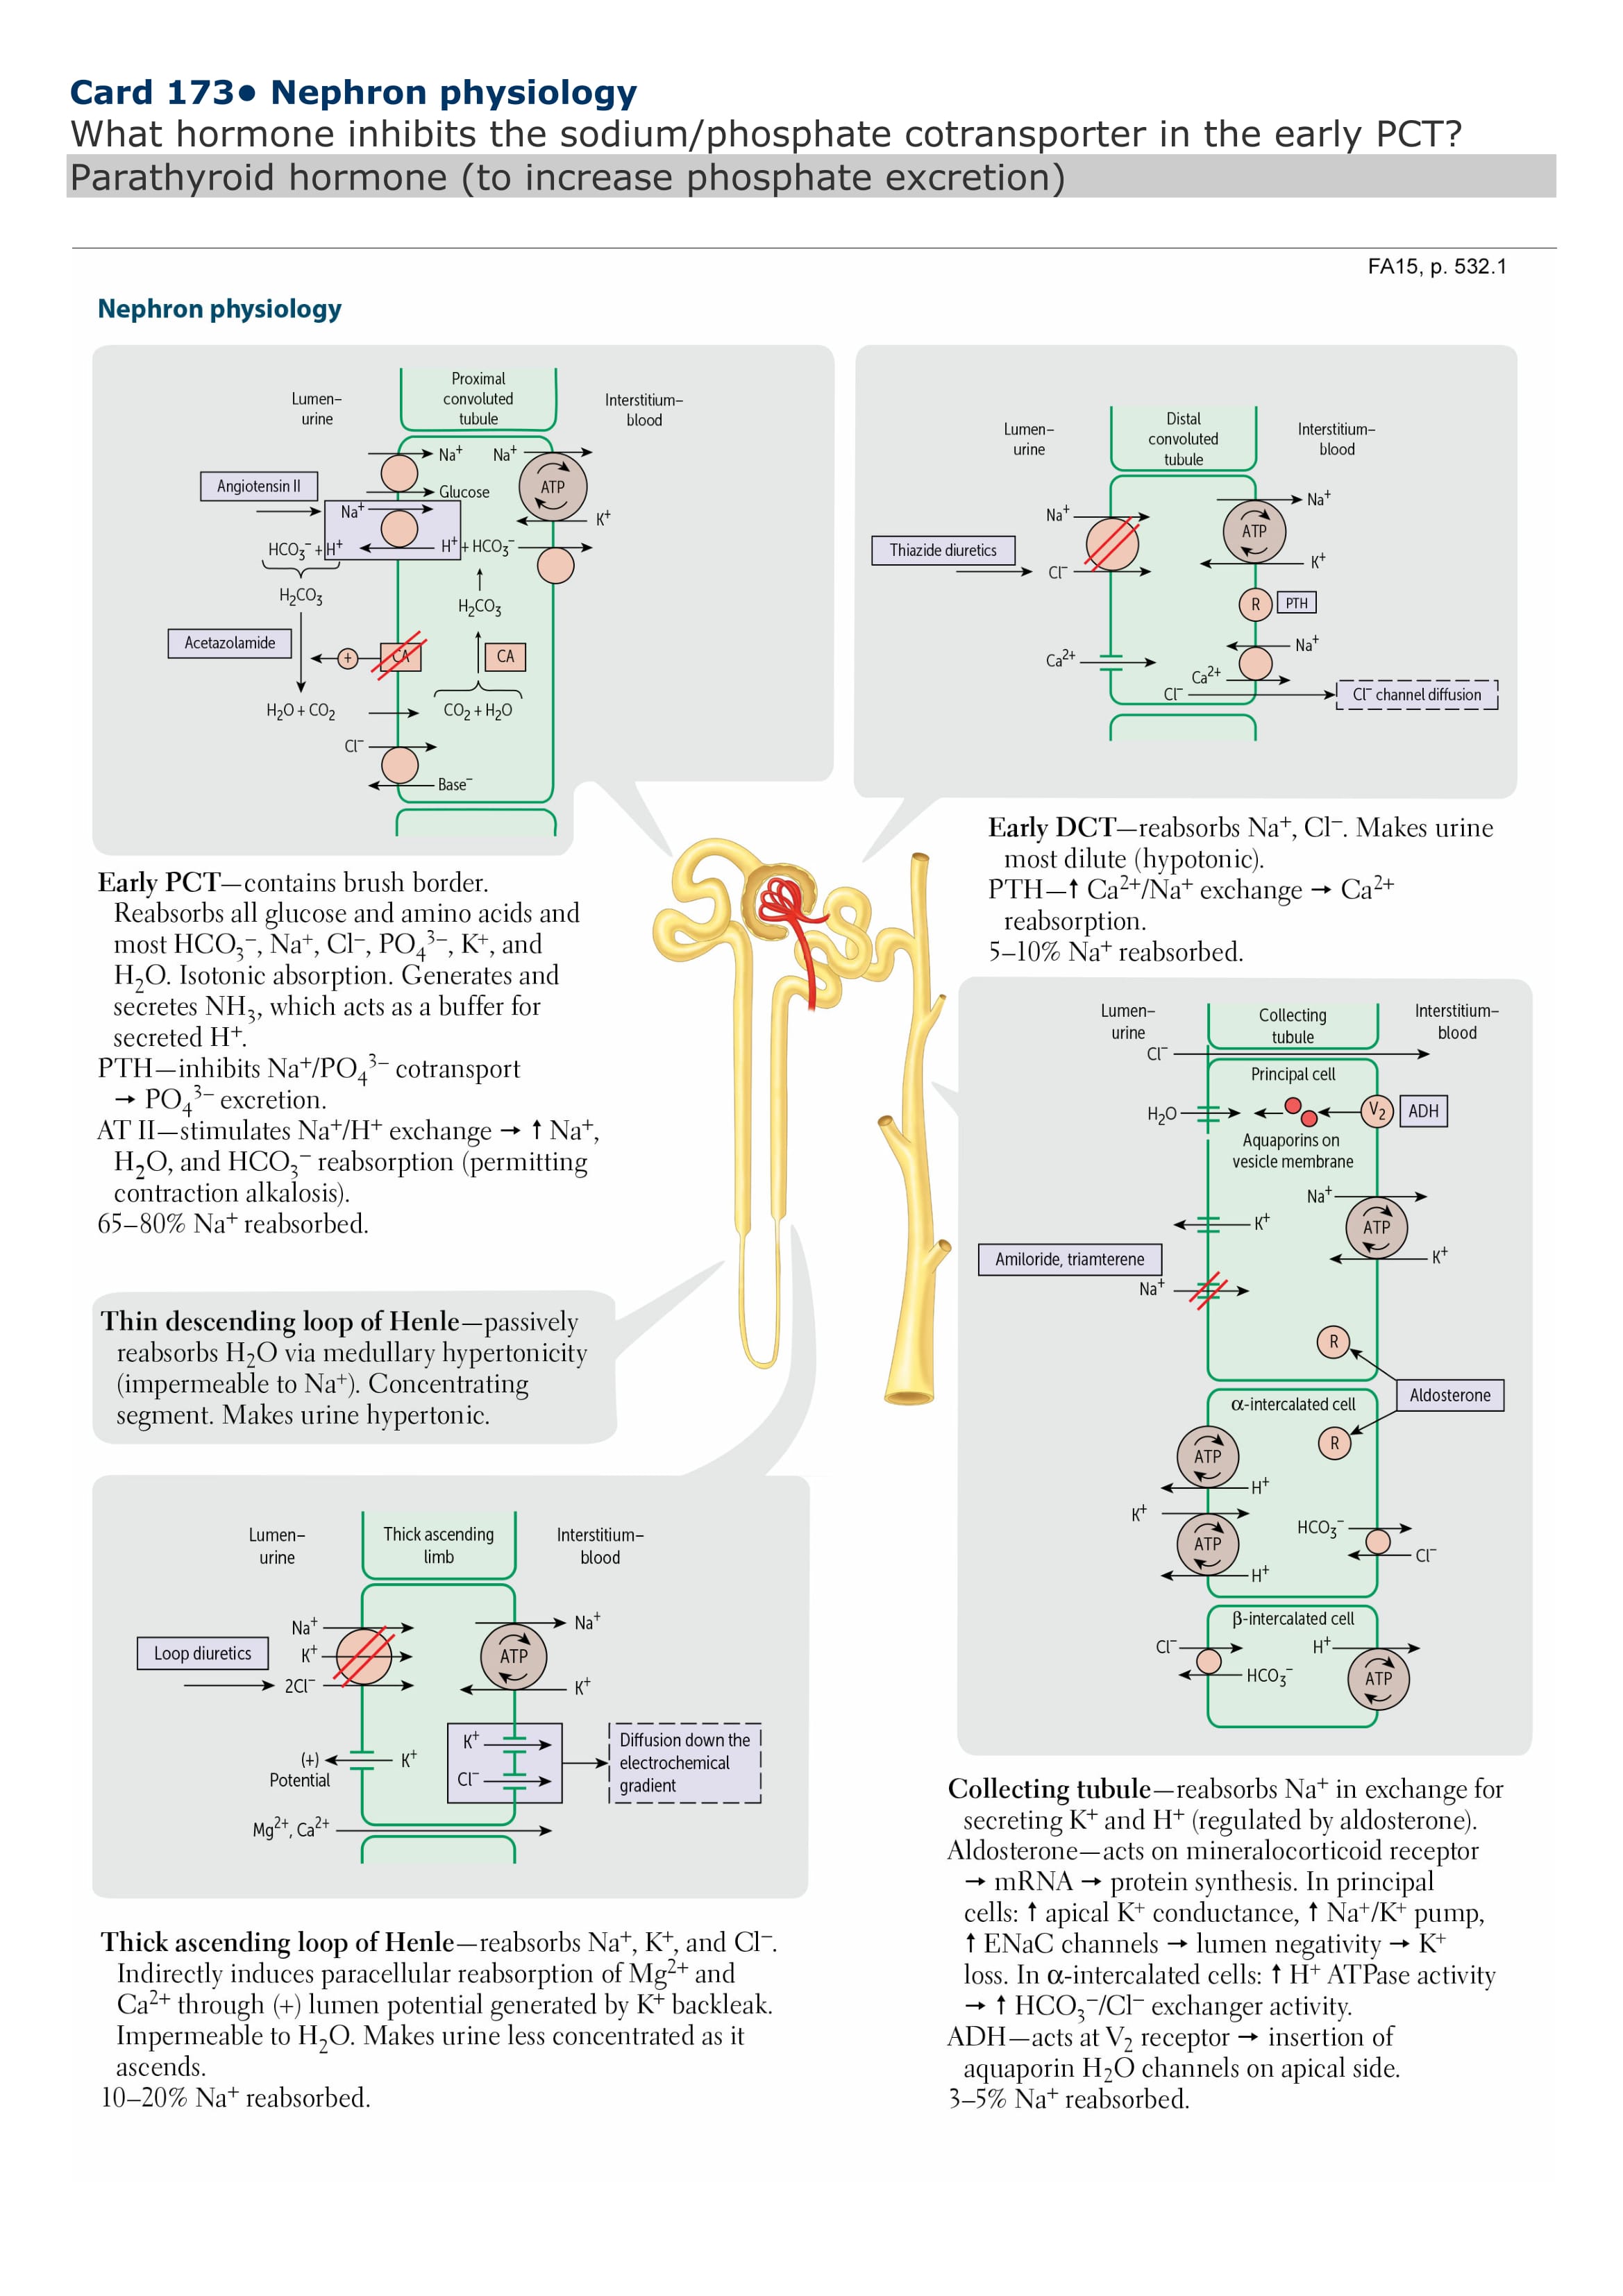 Card 173● Nephron physiology
What hormone inhibits the sodium/phosphate cotransporter in the early PCT?
Parathyroid hormone (to increase phosphate excretion)
FA15, p. 532.1
Nephron physiology
Lumen–
urine
Proximal
convoluted
tubule
Interstitium–
blood
Na⁺
Na⁺
Angiotensin II
Glucose
ATP
Na⁺
K⁺
HCO₃⁻ + H⁺
H⁺ + HCO₃⁻
H₂CO₃
H₂CO₃
Acetazolamide
+
CA
CA
H₂O + CO₂
CO₂ + H₂O
Cl⁻
Base⁻
Lumen–
urine
Distal
convoluted
tubule
Interstitium–
blood
Na⁺
Na⁺
ATP
Thiazide diuretics
Cl⁻
K⁺
R
PTH
Na⁺
Ca²⁺
Ca²⁺
Cl⁻
Cl⁻ channel diffusion
Early PCT—contains brush border.
Reabsorbs all glucose and amino acids and
most HCO₃⁻, Na⁺, Cl⁻, PO₄³⁻, K⁺, and
H₂O. Isotonic absorption. Generates and
secretes NH₃, which acts as a buffer for
secreted H⁺.
PTH—inhibits Na⁺/PO₄³⁻ cotransport
→ PO₄³⁻ excretion.
AT II—stimulates Na⁺/H⁺ exchange → ↑ Na⁺,
H₂O, and HCO₃⁻ reabsorption (permitting
contraction alkalosis).
65–80% Na⁺ reabsorbed.
Early DCT—reabsorbs Na⁺, Cl⁻. Makes urine
most dilute (hypotonic).
PTH—↑ Ca²⁺/Na⁺ exchange → Ca²⁺
reabsorption.
5–10% Na⁺ reabsorbed.
Thin descending loop of Henle—passively
reabsorbs H₂O via medullary hypertonicity
(impermeable to Na⁺). Concentrating
segment. Makes urine hypertonic.
Lumen–
urine
Collecting
tubule
Interstitium–
blood
Cl⁻
Principal cell
H₂O
V₂
ADH
Aquaporins on
vesicle membrane
Na⁺
K⁺
ATP
Amiloride, triamterene
K⁺
Na⁺
R
Aldosterone
α-intercalated cell
R
ATP
H⁺
K⁺
HCO₃⁻
ATP
Cl⁻
H⁺
β-intercalated cell
Cl⁻
H⁺
HCO₃⁻
ATP
Lumen–
urine
Thick ascending
limb
Interstitium–
blood
Na⁺
Na⁺
Loop diuretics
K⁺
ATP
2Cl⁻
K⁺
K⁺
Diffusion down the
electrochemical
gradient
(+)
Potential
K⁺
Cl⁻
Mg²⁺, Ca²⁺
Thick ascending loop of Henle—reabsorbs Na⁺, K⁺, and Cl⁻.
Indirectly induces paracellular reabsorption of Mg²⁺ and
Ca²⁺ through (+) lumen potential generated by K⁺ backleak.
Impermeable to H₂O. Makes urine less concentrated as it
ascends.
10–20% Na⁺ reabsorbed.
Collecting tubule—reabsorbs Na⁺ in exchange for
secreting K⁺ and H⁺ (regulated by aldosterone).
Aldosterone—acts on mineralocorticoid receptor
→ mRNA → protein synthesis. In principal
cells: ↑ apical K⁺ conductance, ↑ Na⁺/K⁺ pump,
↑ ENaC channels → lumen negativity → K⁺
loss. In α-intercalated cells: ↑ H⁺ ATPase activity
→ ↑ HCO₃⁻/Cl⁻ exchanger activity.
ADH—acts at V₂ receptor → insertion of
aquaporin H₂O channels on apical side.
3–5% Na⁺ reabsorbed.